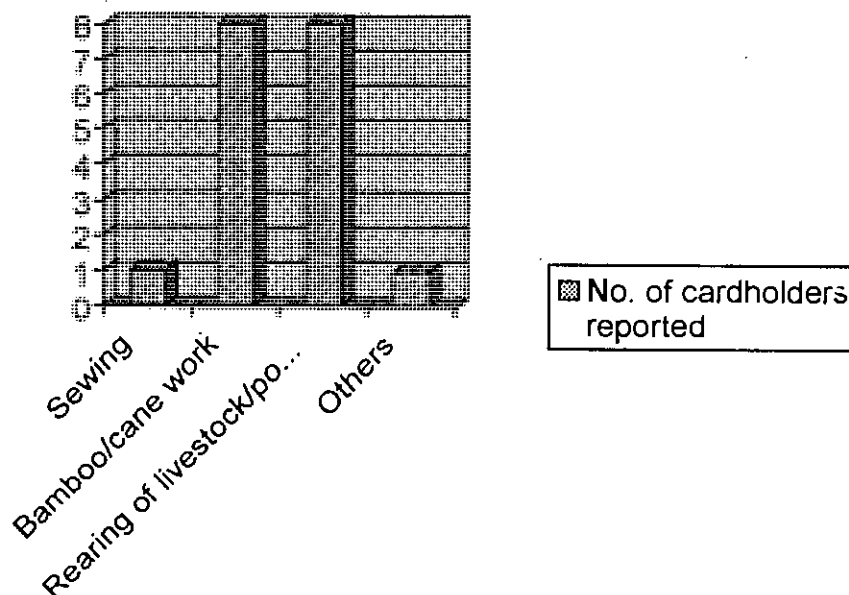 8
7
6
5
4
3
2
1
0
Sewing
Bamboo/cane work
Rearing of livestock/po...
Others
No. of cardholders
reported